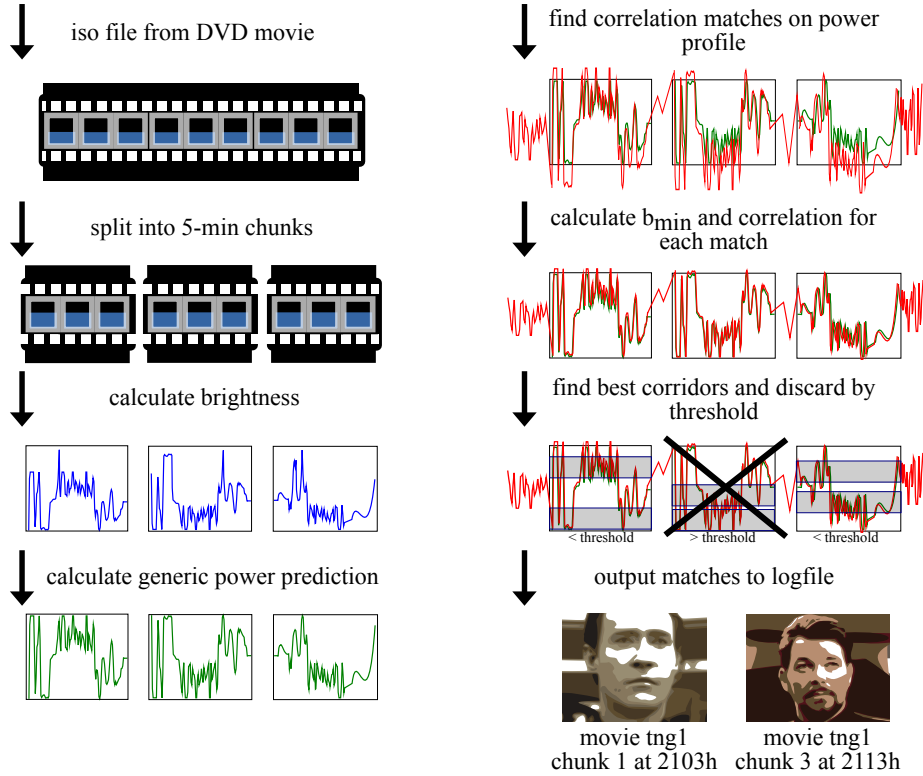 iso file from DVD movie
split into 5-min chunks
calculate brightness
calculate generic power prediction
find correlation matches on power
profile
calculate bmin and correlation for
each match
find best corridors and discard by
threshold
< threshold
> threshold
< threshold
output matches to logfile
movie tng1
chunk 1 at 2103h
movie tng1
chunk 3 at 2113h